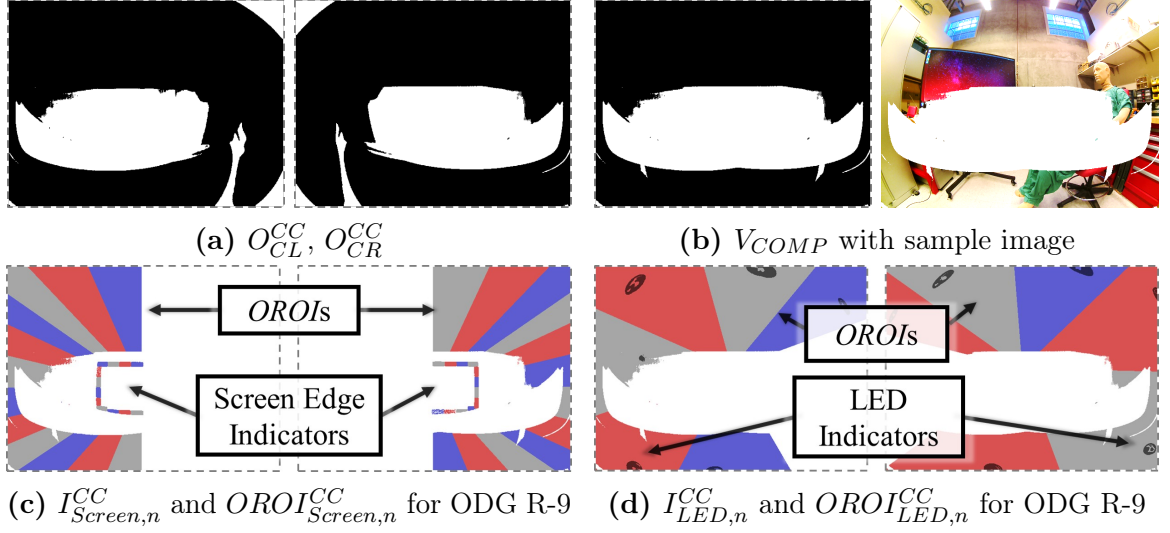 (a) $O_{CL}^{CC}$, $O_{CR}^{CC}$
(b) $V_{COMP}$ with sample image
OROIs
Screen Edge
Indicators
OROIs
LED
Indicators
(c) $I_{Screen,n}^{CC}$ and $OROI_{Screen,n}^{CC}$ for ODG R-9
(d) $I_{LED,n}^{CC}$ and $OROI_{LED,n}^{CC}$ for ODG R-9